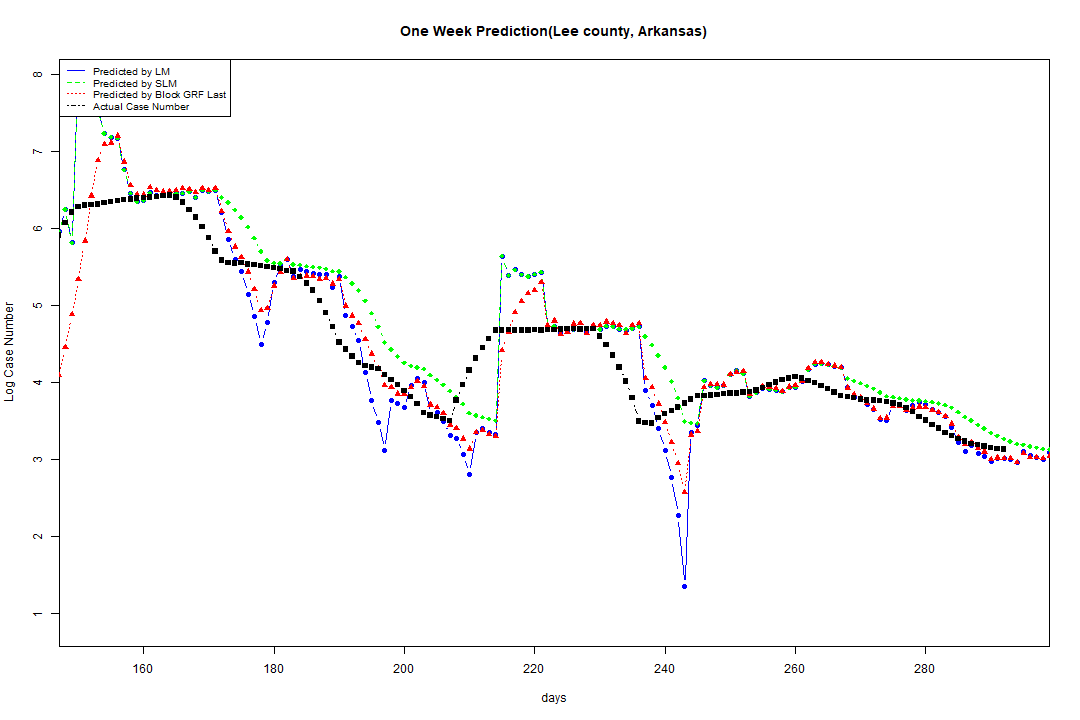 One Week Prediction(Lee county, Arkansas)
Predicted by LM
Predicted by SLM
Predicted by Block GRF Last
Actual Case Number
8
7
6
5
4
3
2
1
Log Case Number
160 180 200 220 240 260 280
days